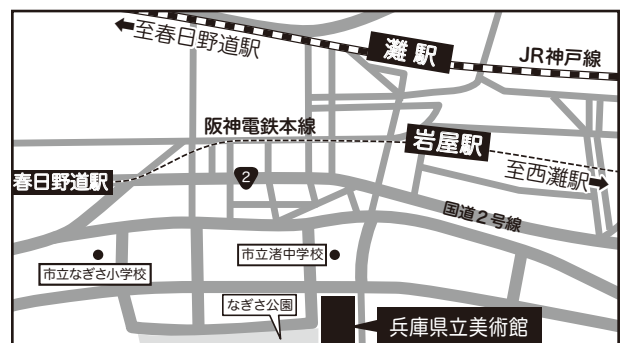 至春日野道駅
灘駅
JR神戸線
阪神電鉄本線
岩屋駅
至西灘駅
春日野道駅
2
国道2号線
市立渚中学校
市立なぎさ小学校
なぎさ公園
兵庫県立美術館